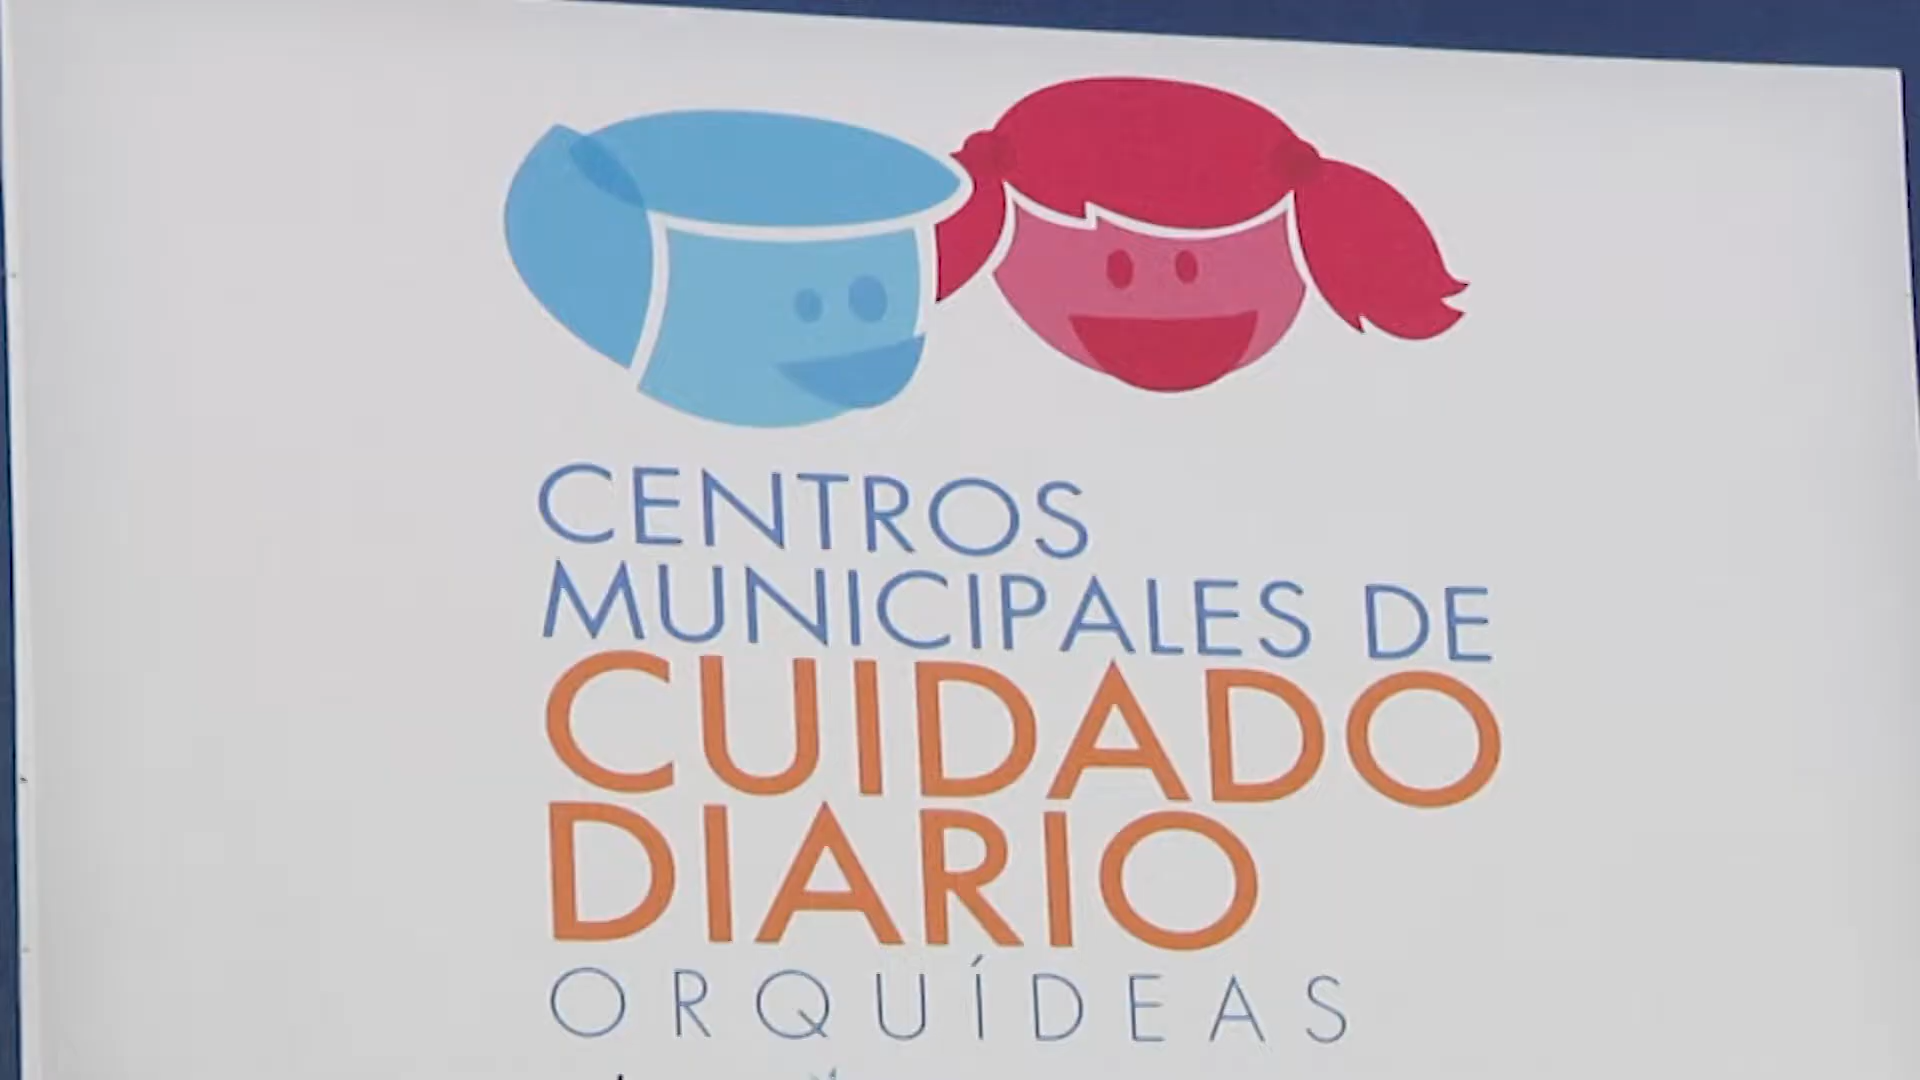 CENTROS
MUNICIPALES DE
CUIDADO
DIARIO
ORQUÍDEAS